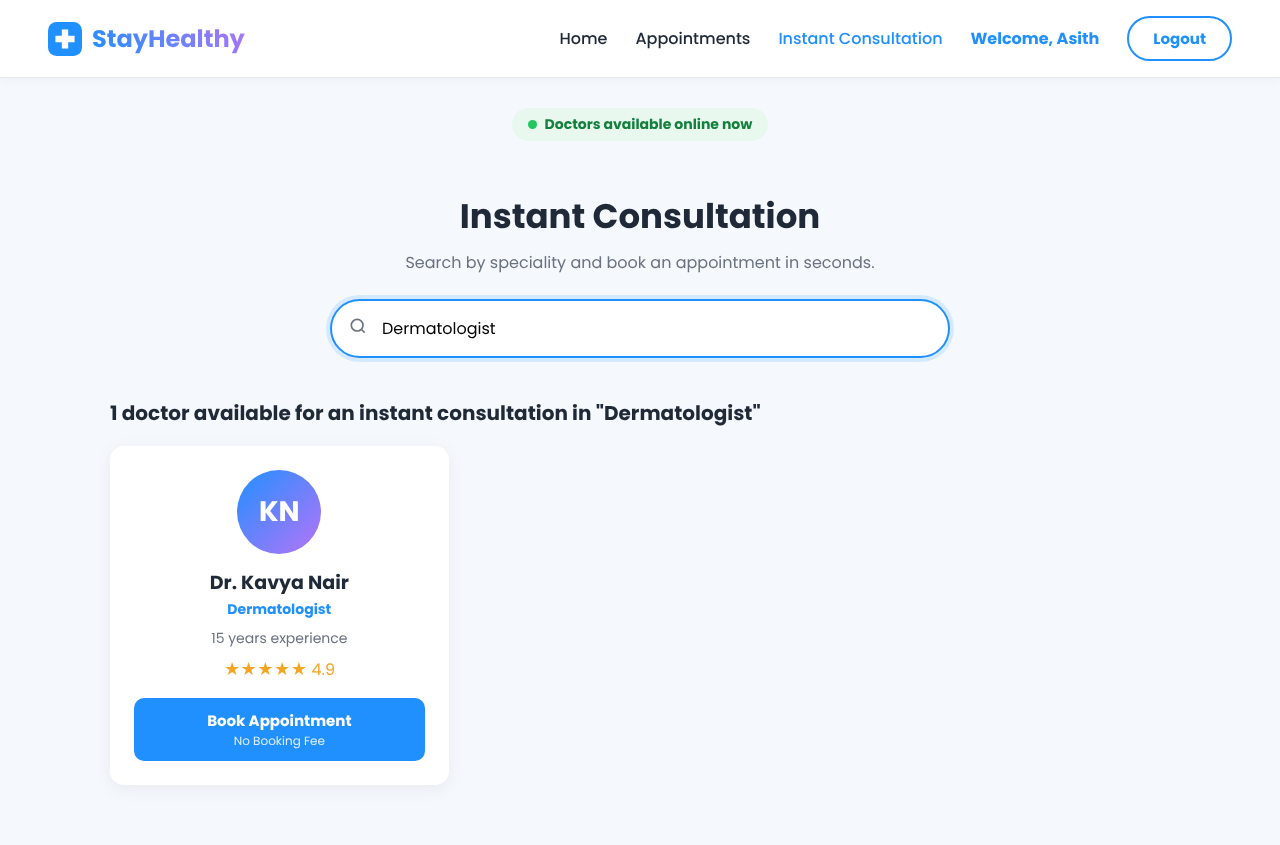 StayHealthy
Home
Appointments
Instant Consultation
Welcome, Asith
Logout
Doctors available online now
Instant Consultation
Search by speciality and book an appointment in seconds.
Dermatologist
1 doctor available for an instant consultation in "Dermatologist"
KN
Dr. Kavya Nair
Dermatologist
15 years experience
★★★★★ 4.9
Book Appointment
No Booking Fee